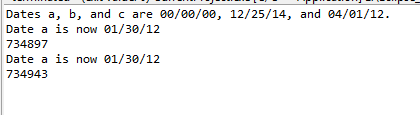 Dates a, b, and c are 00/00/00, 12/25/14, and 04/01/12.
Date a is now 01/30/12
734897
Date a is now 01/30/12
734943